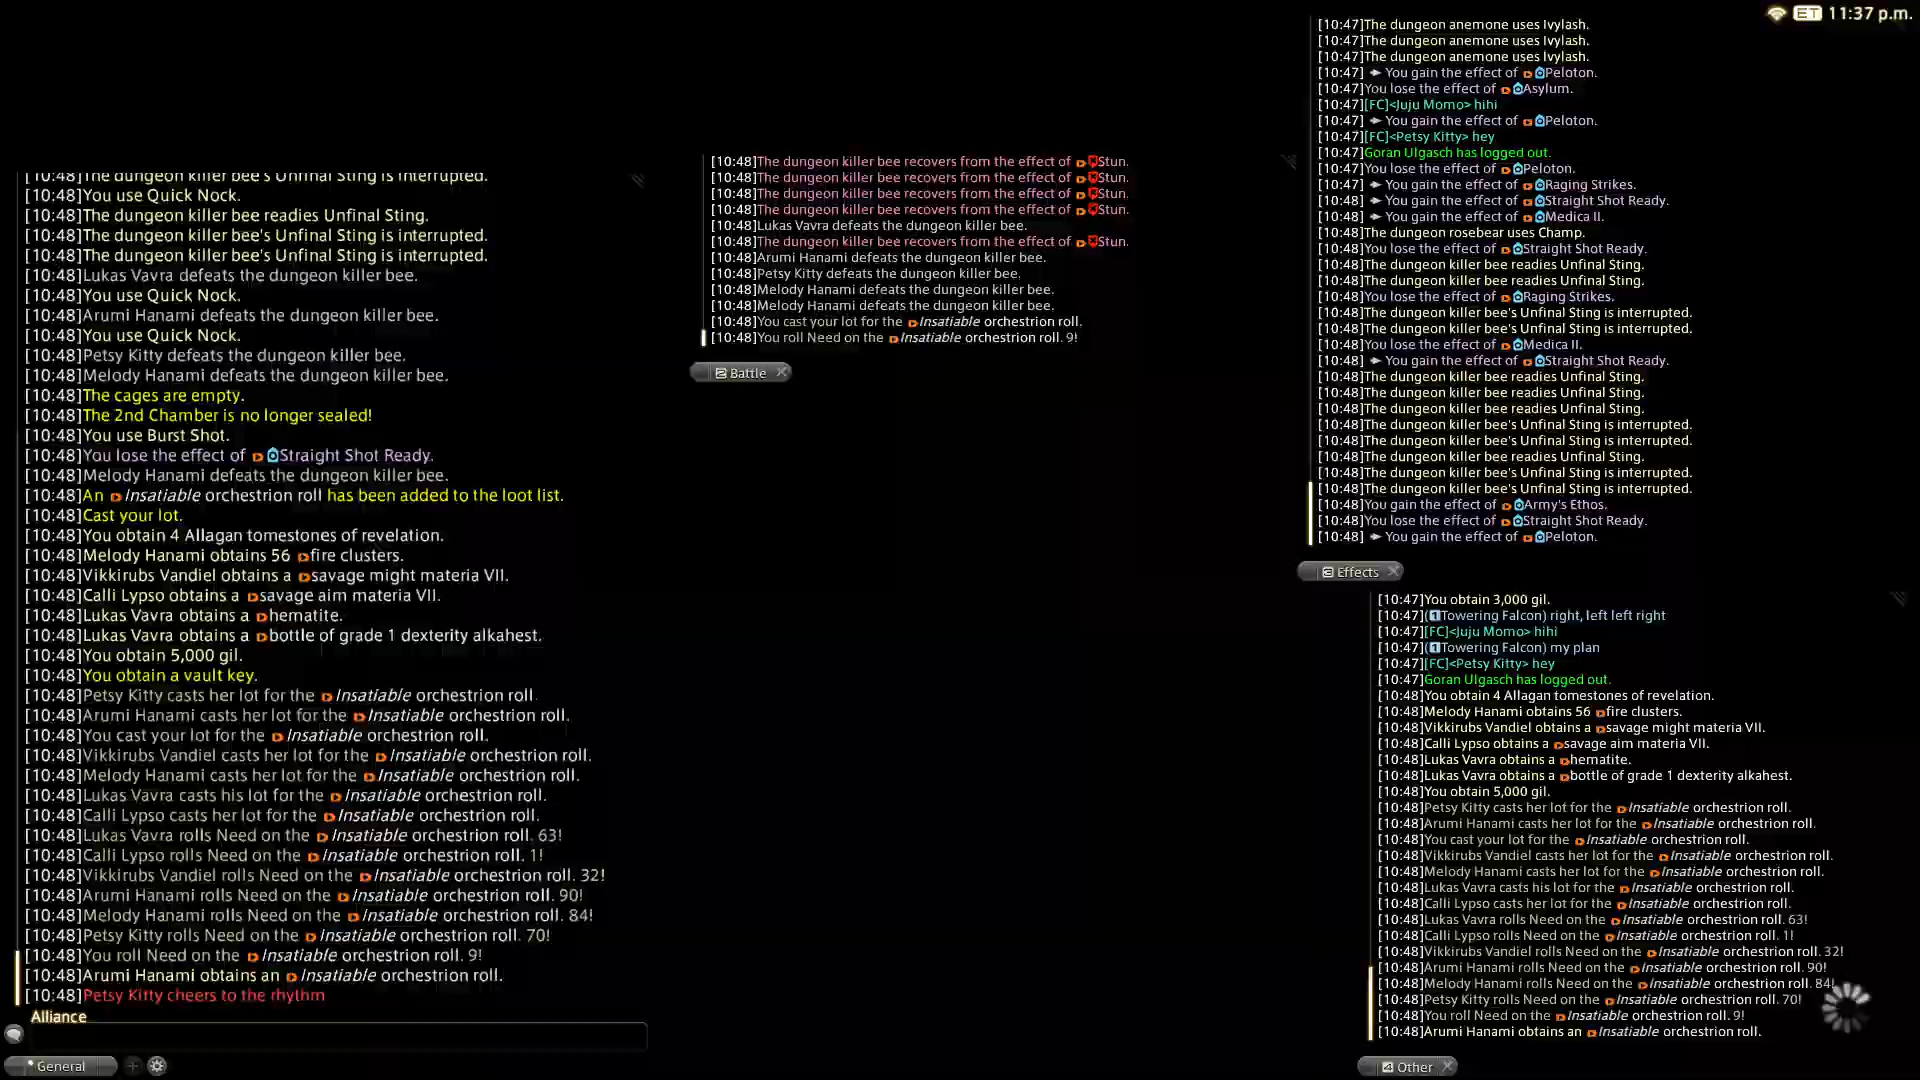 ET 11:37 p.m.
[10:48]The dungeon killer bee's Unfinal Sting is interrupted.
[10:48]You use Quick Nock.
[10:48]The dungeon killer bee readies Unfinal Sting.
[10:48]The dungeon killer bee's Unfinal Sting is interrupted.
[10:48]The dungeon killer bee's Unfinal Sting is interrupted.
[10:48]Lukas Vavra defeats the dungeon killer bee.
[10:48]You use Quick Nock.
[10:48]Arumi Hanami defeats the dungeon killer bee.
[10:48]You use Quick Nock.
[10:48]Petsy Kitty defeats the dungeon killer bee.
[10:48]Melody Hanami defeats the dungeon killer bee.
[10:48]The cages are empty.
[10:48]The 2nd Chamber is no longer sealed!
[10:48]You use Burst Shot.
[10:48]You lose the effect of Straight Shot Ready.
[10:48]Melody Hanami defeats the dungeon killer bee.
[10:48]An Insatiable orchestrion roll has been added to the loot list.
[10:48]Cast your lot.
[10:48]You obtain 4 Allagan tomestones of revelation.
[10:48]Melody Hanami obtains 56 fire clusters.
[10:48]Vikkirubs Vandiel obtains a savage might materia VII.
[10:48]Calli Lypso obtains a savage aim materia VII.
[10:48]Lukas Vavra obtains a hematite.
[10:48]Lukas Vavra obtains a bottle of grade 1 dexterity alkahest.
[10:48]You obtain 5,000 gil.
[10:48]You obtain a vault key.
[10:48]Petsy Kitty casts her lot for the Insatiable orchestrion roll.
[10:48]Arumi Hanami casts her lot for the Insatiable orchestrion roll.
[10:48]You cast your lot for the Insatiable orchestrion roll.
[10:48]Vikkirubs Vandiel casts her lot for the Insatiable orchestrion roll.
[10:48]Melody Hanami casts her lot for the Insatiable orchestrion roll.
[10:48]Lukas Vavra casts his lot for the Insatiable orchestrion roll.
[10:48]Calli Lypso casts her lot for the Insatiable orchestrion roll.
[10:48]Lukas Vavra rolls Need on the Insatiable orchestrion roll. 63!
[10:48]Calli Lypso rolls Need on the Insatiable orchestrion roll. 1!
[10:48]Vikkirubs Vandiel rolls Need on the Insatiable orchestrion roll. 32!
[10:48]Arumi Hanami rolls Need on the Insatiable orchestrion roll. 90!
[10:48]Melody Hanami rolls Need on the Insatiable orchestrion roll. 84!
[10:48]Petsy Kitty rolls Need on the Insatiable orchestrion roll. 70!
[10:48]You roll Need on the Insatiable orchestrion roll. 9!
[10:48]Arumi Hanami obtains an Insatiable orchestrion roll.
[10:48]Petsy Kitty cheers to the rhythm
Alliance
General
[10:48]The dungeon killer bee recovers from the effect of Stun.
[10:48]The dungeon killer bee recovers from the effect of Stun.
[10:48]The dungeon killer bee recovers from the effect of Stun.
[10:48]The dungeon killer bee recovers from the effect of Stun.
[10:48]Lukas Vavra defeats the dungeon killer bee.
[10:48]The dungeon killer bee recovers from the effect of Stun.
[10:48]Arumi Hanami defeats the dungeon killer bee.
[10:48]Petsy Kitty defeats the dungeon killer bee.
[10:48]Melody Hanami defeats the dungeon killer bee.
[10:48]Melody Hanami defeats the dungeon killer bee.
[10:48]You cast your lot for the Insatiable orchestrion roll.
[10:48]You roll Need on the Insatiable orchestrion roll. 9!
2 Battle
[10:47]The dungeon anemone uses Ivylash.
[10:47]The dungeon anemone uses Ivylash.
[10:47]The dungeon anemone uses Ivylash.
[10:47] You gain the effect of Peloton.
[10:47]You lose the effect of Asylum.
[10:47][FC]<Juju Momo> hihi
[10:47] You gain the effect of Peloton.
[10:47][FC]<Petsy Kitty> hey
[10:47]Goran Ulgasch has logged out.
[10:47]You lose the effect of Peloton.
[10:47] You gain the effect of Raging Strikes.
[10:48] You gain the effect of Straight Shot Ready.
[10:48] You gain the effect of Medica II.
[10:48]The dungeon rosebear uses Champ.
[10:48]You lose the effect of Straight Shot Ready.
[10:48]The dungeon killer bee readies Unfinal Sting.
[10:48]The dungeon killer bee readies Unfinal Sting.
[10:48]You lose the effect of Raging Strikes.
[10:48]The dungeon killer bee's Unfinal Sting is interrupted.
[10:48]The dungeon killer bee's Unfinal Sting is interrupted.
[10:48]You lose the effect of Medica II.
[10:48] You gain the effect of Straight Shot Ready.
[10:48]The dungeon killer bee readies Unfinal Sting.
[10:48]The dungeon killer bee readies Unfinal Sting.
[10:48]The dungeon killer bee readies Unfinal Sting.
[10:48]The dungeon killer bee's Unfinal Sting is interrupted.
[10:48]The dungeon killer bee's Unfinal Sting is interrupted.
[10:48]The dungeon killer bee readies Unfinal Sting.
[10:48]The dungeon killer bee's Unfinal Sting is interrupted.
[10:48]The dungeon killer bee's Unfinal Sting is interrupted.
[10:48]You gain the effect of Army's Ethos.
[10:48]You lose the effect of Straight Shot Ready.
[10:48] You gain the effect of Peloton.
3 Effects
[10:47]You obtain 3,000 gil.
[10:47](1Towering Falcon) right, left left right
[10:47][FC]<Juju Momo> hihi
[10:47](1Towering Falcon) my plan
[10:47][FC]<Petsy Kitty> hey
[10:47]Goran Ulgasch has logged out.
[10:48]You obtain 4 Allagan tomestones of revelation.
[10:48]Melody Hanami obtains 56 fire clusters.
[10:48]Vikkirubs Vandiel obtains a savage might materia VII.
[10:48]Calli Lypso obtains a savage aim materia VII.
[10:48]Lukas Vavra obtains a hematite.
[10:48]Lukas Vavra obtains a bottle of grade 1 dexterity alkahest.
[10:48]You obtain 5,000 gil.
[10:48]Petsy Kitty casts her lot for the Insatiable orchestrion roll.
[10:48]Arumi Hanami casts her lot for the Insatiable orchestrion roll.
[10:48]You cast your lot for the Insatiable orchestrion roll.
[10:48]Vikkirubs Vandiel casts her lot for the Insatiable orchestrion roll.
[10:48]Melody Hanami casts her lot for the Insatiable orchestrion roll.
[10:48]Lukas Vavra casts his lot for the Insatiable orchestrion roll.
[10:48]Calli Lypso casts her lot for the Insatiable orchestrion roll.
[10:48]Lukas Vavra rolls Need on the Insatiable orchestrion roll. 63!
[10:48]Calli Lypso rolls Need on the Insatiable orchestrion roll. 1!
[10:48]Vikkirubs Vandiel rolls Need on the Insatiable orchestrion roll. 32!
[10:48]Arumi Hanami rolls Need on the Insatiable orchestrion roll. 90!
[10:48]Melody Hanami rolls Need on the Insatiable orchestrion roll. 84!
[10:48]Petsy Kitty rolls Need on the Insatiable orchestrion roll. 70!
[10:48]You roll Need on the Insatiable orchestrion roll. 9!
[10:48]Arumi Hanami obtains an Insatiable orchestrion roll.
4 Other